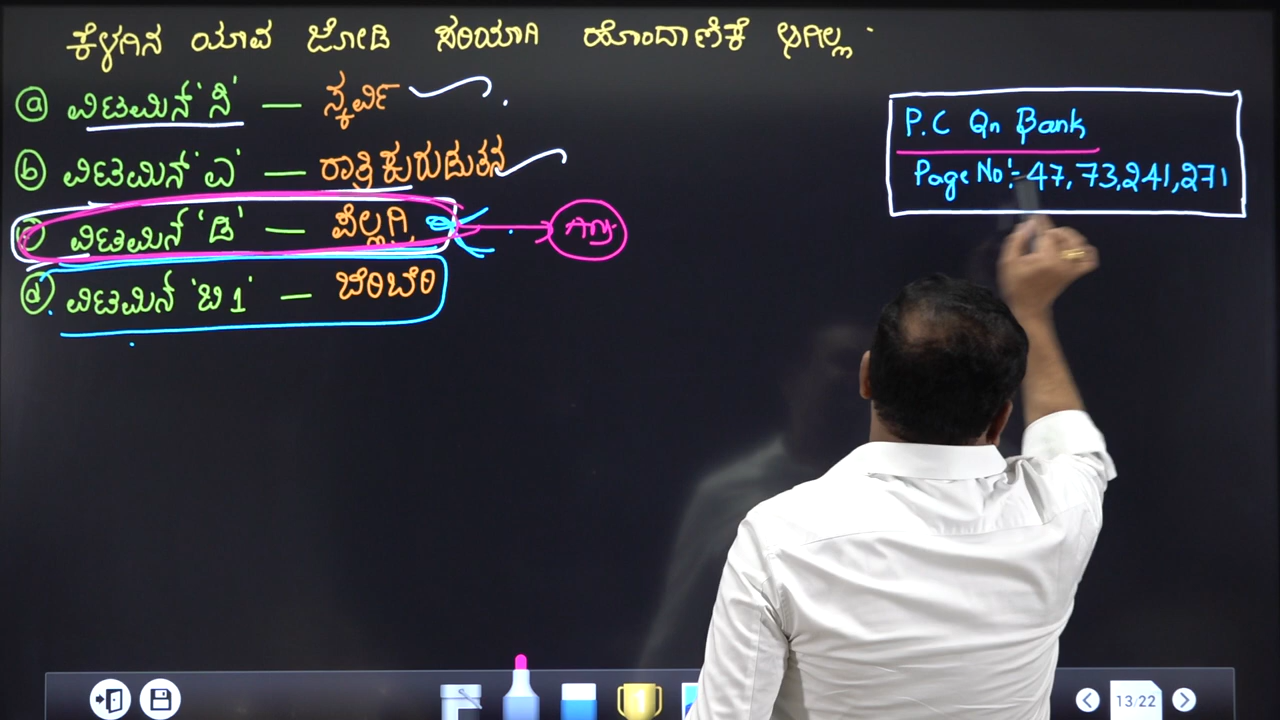 ಕೆಳಗಿನ ಯಾವ ಜೋಡಿ ಸರಿಯಾಗಿ ಹೊಂದಾಣಿಕೆ ಆಗಿಲ್ಲ.
ⓐ ವಿಟಮಿನ್ 'ಸಿ' — ಸ್ಕರ್ವಿ
ⓑ ವಿಟಮಿನ್ 'ಎ' — ರಾತ್ರಿ ಕುರುಡುತನ
ⓒ ವಿಟಮಿನ್ 'ಡಿ' — ಪೆಲ್ಲಗ್ರ Ans
ⓓ ವಿಟಮಿನ್ 'ಬಿ 1' — ಬೆರಿಬೆರಿ
P.C Qn Bank
Page No:- 47, 73, 241, 271
13/22